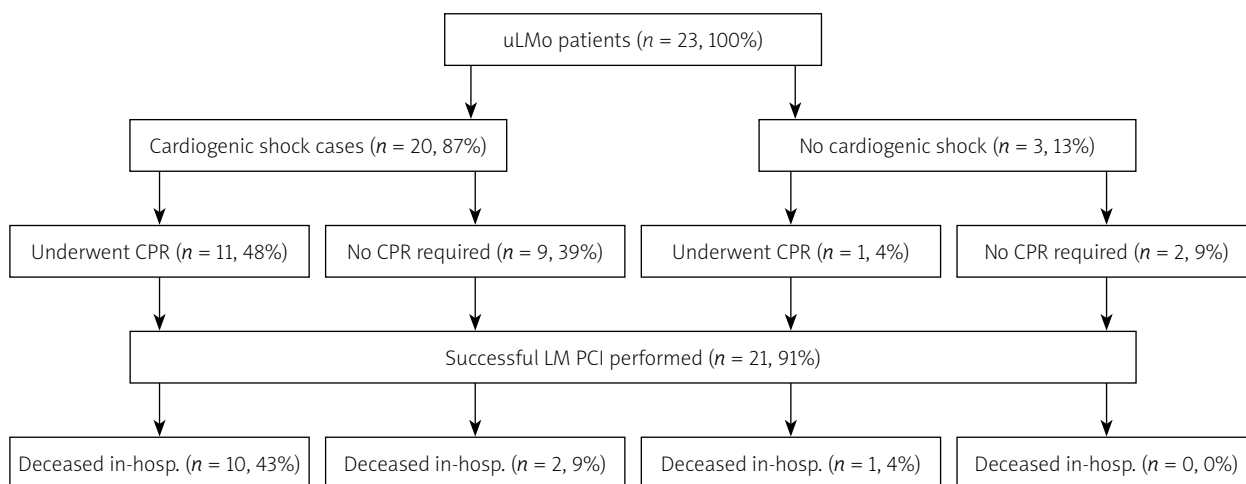 uLMo patients (n = 23, 100%)
Cardiogenic shock cases (n = 20, 87%)
No cardiogenic shock (n = 3, 13%)
Underwent CPR (n = 11, 48%)
No CPR required (n = 9, 39%)
Underwent CPR (n = 1, 4%)
No CPR required (n = 2, 9%)
Successful LM PCI performed (n = 21, 91%)
Deceased in-hosp. (n = 10, 43%)
Deceased in-hosp. (n = 2, 9%)
Deceased in-hosp. (n = 1, 4%)
Deceased in-hosp. (n = 0, 0%)